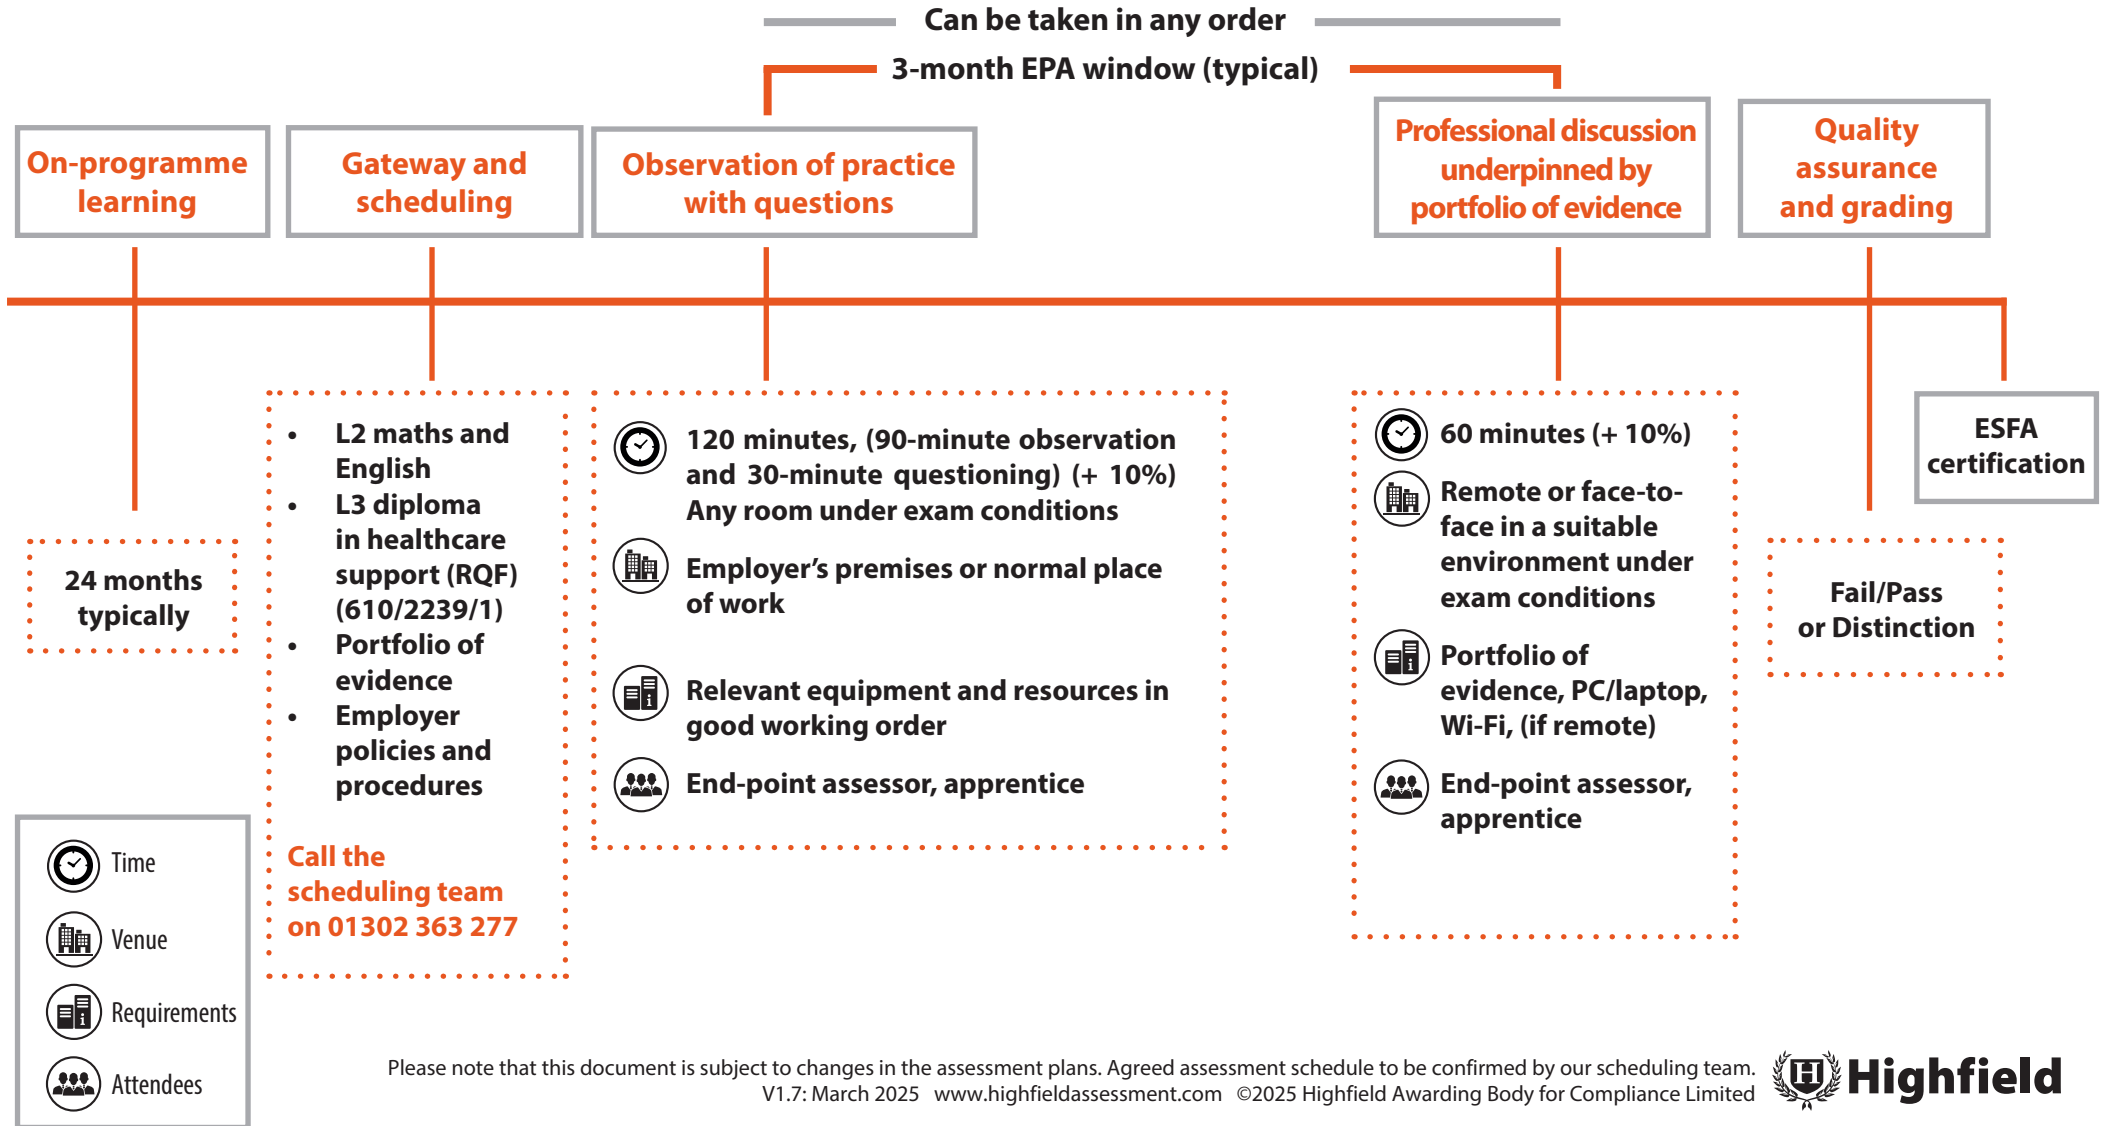 Can be taken in any order
3-month EPA window (typical)
On-programme
learning
Gateway and
scheduling
Observation of practice
with questions
Professional discussion
underpinned by
portfolio of evidence
Quality
assurance
and grading
24 months
typically
• L2 maths and
English
• L3 diploma
in healthcare
support (RQF)
(610/2239/1)
• Portfolio of
evidence
• Employer
policies and
procedures
Call the
scheduling team
on 01302 363 277
120 minutes, (90-minute observation
and 30-minute questioning) (+ 10%)
Any room under exam conditions
Employer’s premises or normal place
of work
Relevant equipment and resources in
good working order
End-point assessor, apprentice
60 minutes (+ 10%)
Remote or face-to-
face in a suitable
environment under
exam conditions
Portfolio of
evidence, PC/laptop,
Wi-Fi, (if remote)
End-point assessor,
apprentice
Fail/Pass
or Distinction
ESFA
certification
Time
Venue
Requirements
Attendees
Please note that this document is subject to changes in the assessment plans. Agreed assessment schedule to be confirmed by our scheduling team.
V1.7: March 2025 www.highfieldassessment.com ©2025 Highfield Awarding Body for Compliance Limited
H Highfield